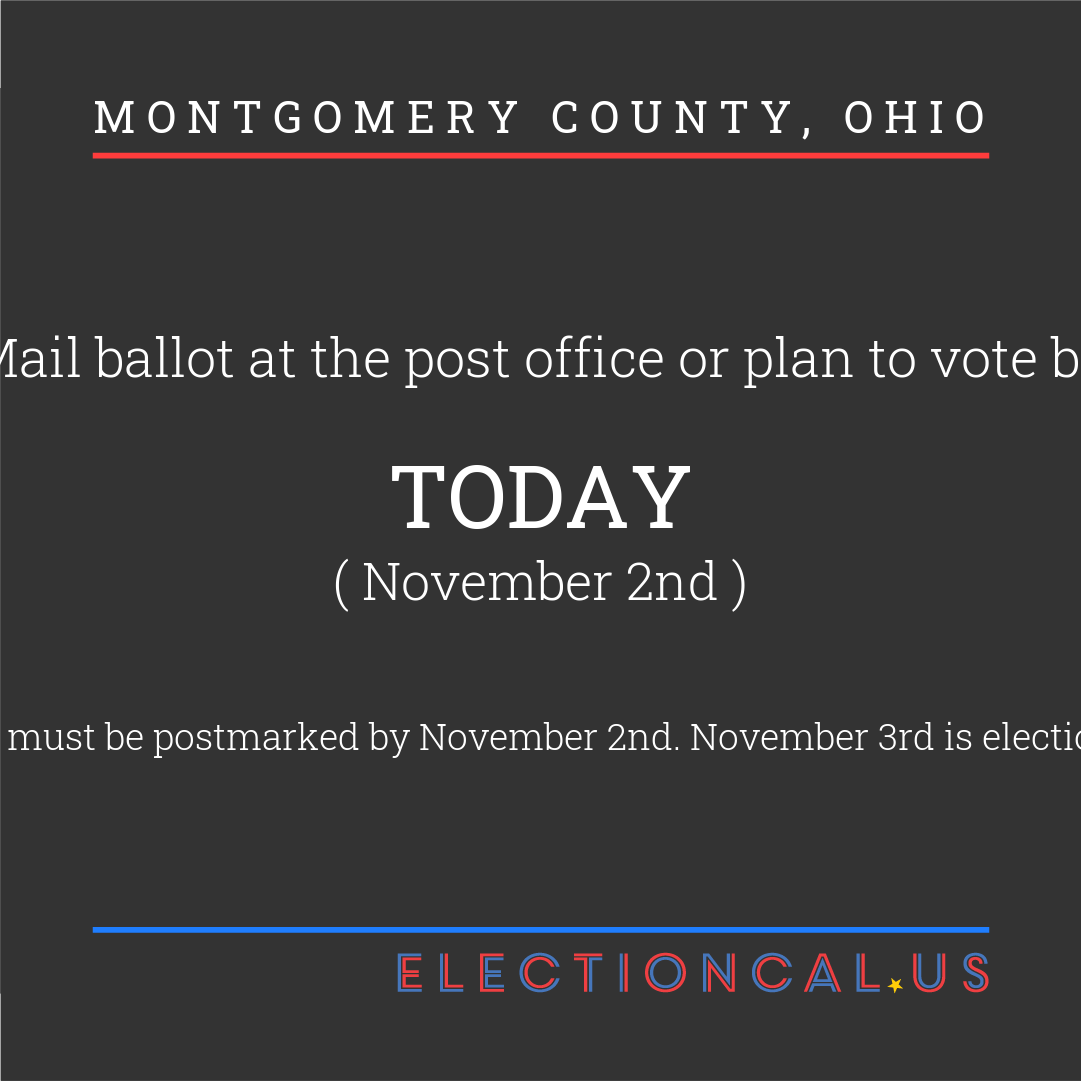 MONTGOMERY COUNTY, OHIO
Mail ballot at the post office or plan to vote b
TODAY
( November 2nd )
must be postmarked by November 2nd. November 3rd is electio
ELECTIONCAL.US